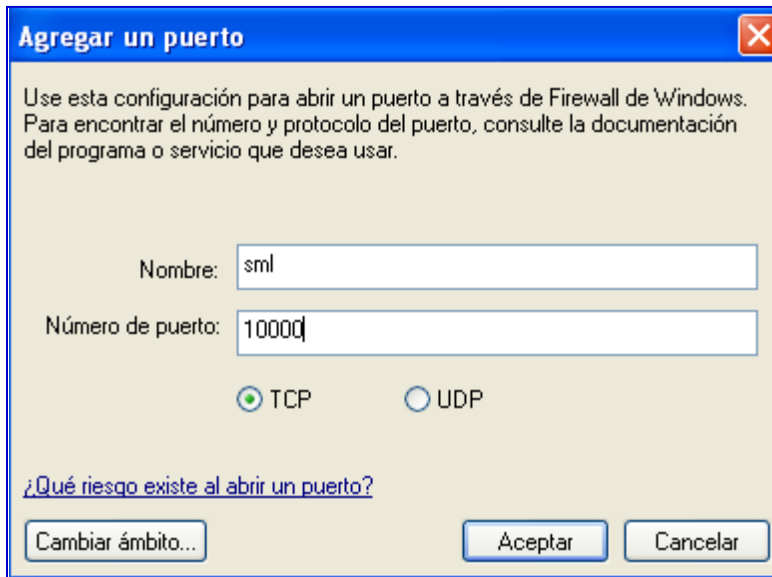 Agregar un puerto
Use esta configuración para abrir un puerto a través de Firewall de Windows.
Para encontrar el número y protocolo del puerto, consulte la documentación
del programa o servicio que desea usar.
Nombre: sml
Número de puerto: 10000
TCP UDP
¿Qué riesgo existe al abrir un puerto?
Cambiar ámbito... Aceptar Cancelar